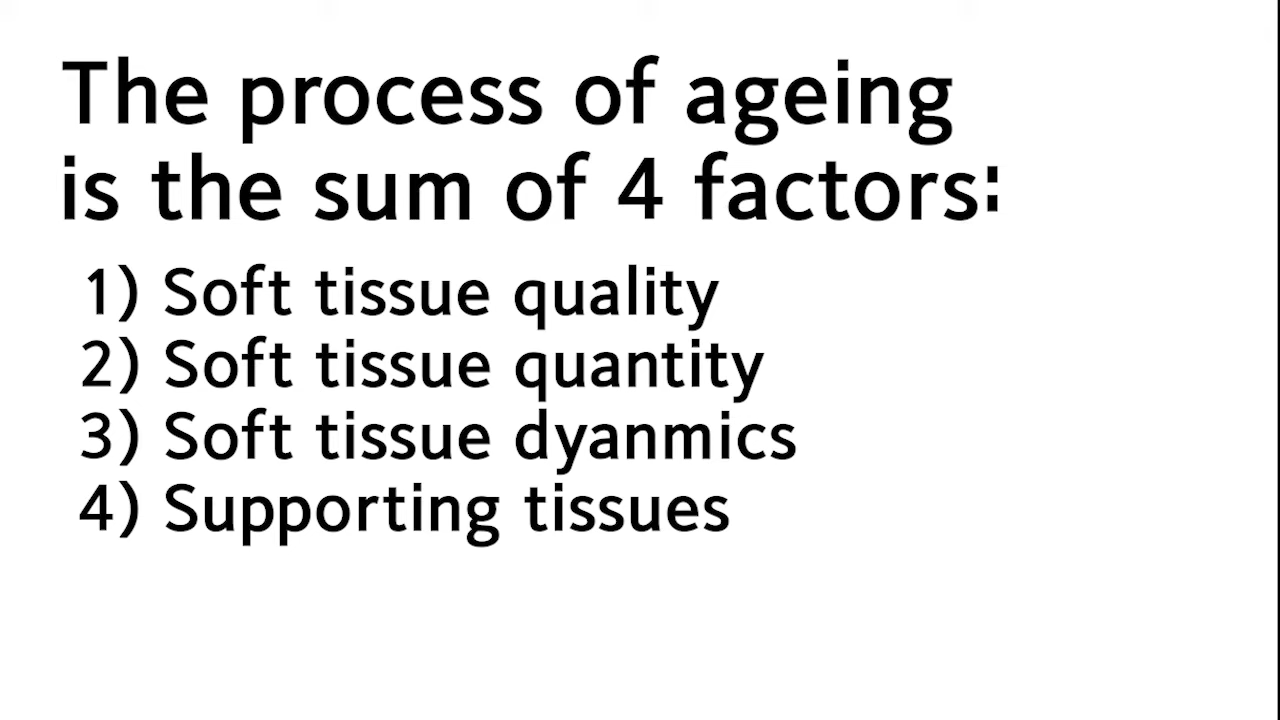 The process of ageing
is the sum of 4 factors:
1) Soft tissue quality
2) Soft tissue quantity
3) Soft tissue dyanmics
4) Supporting tissues